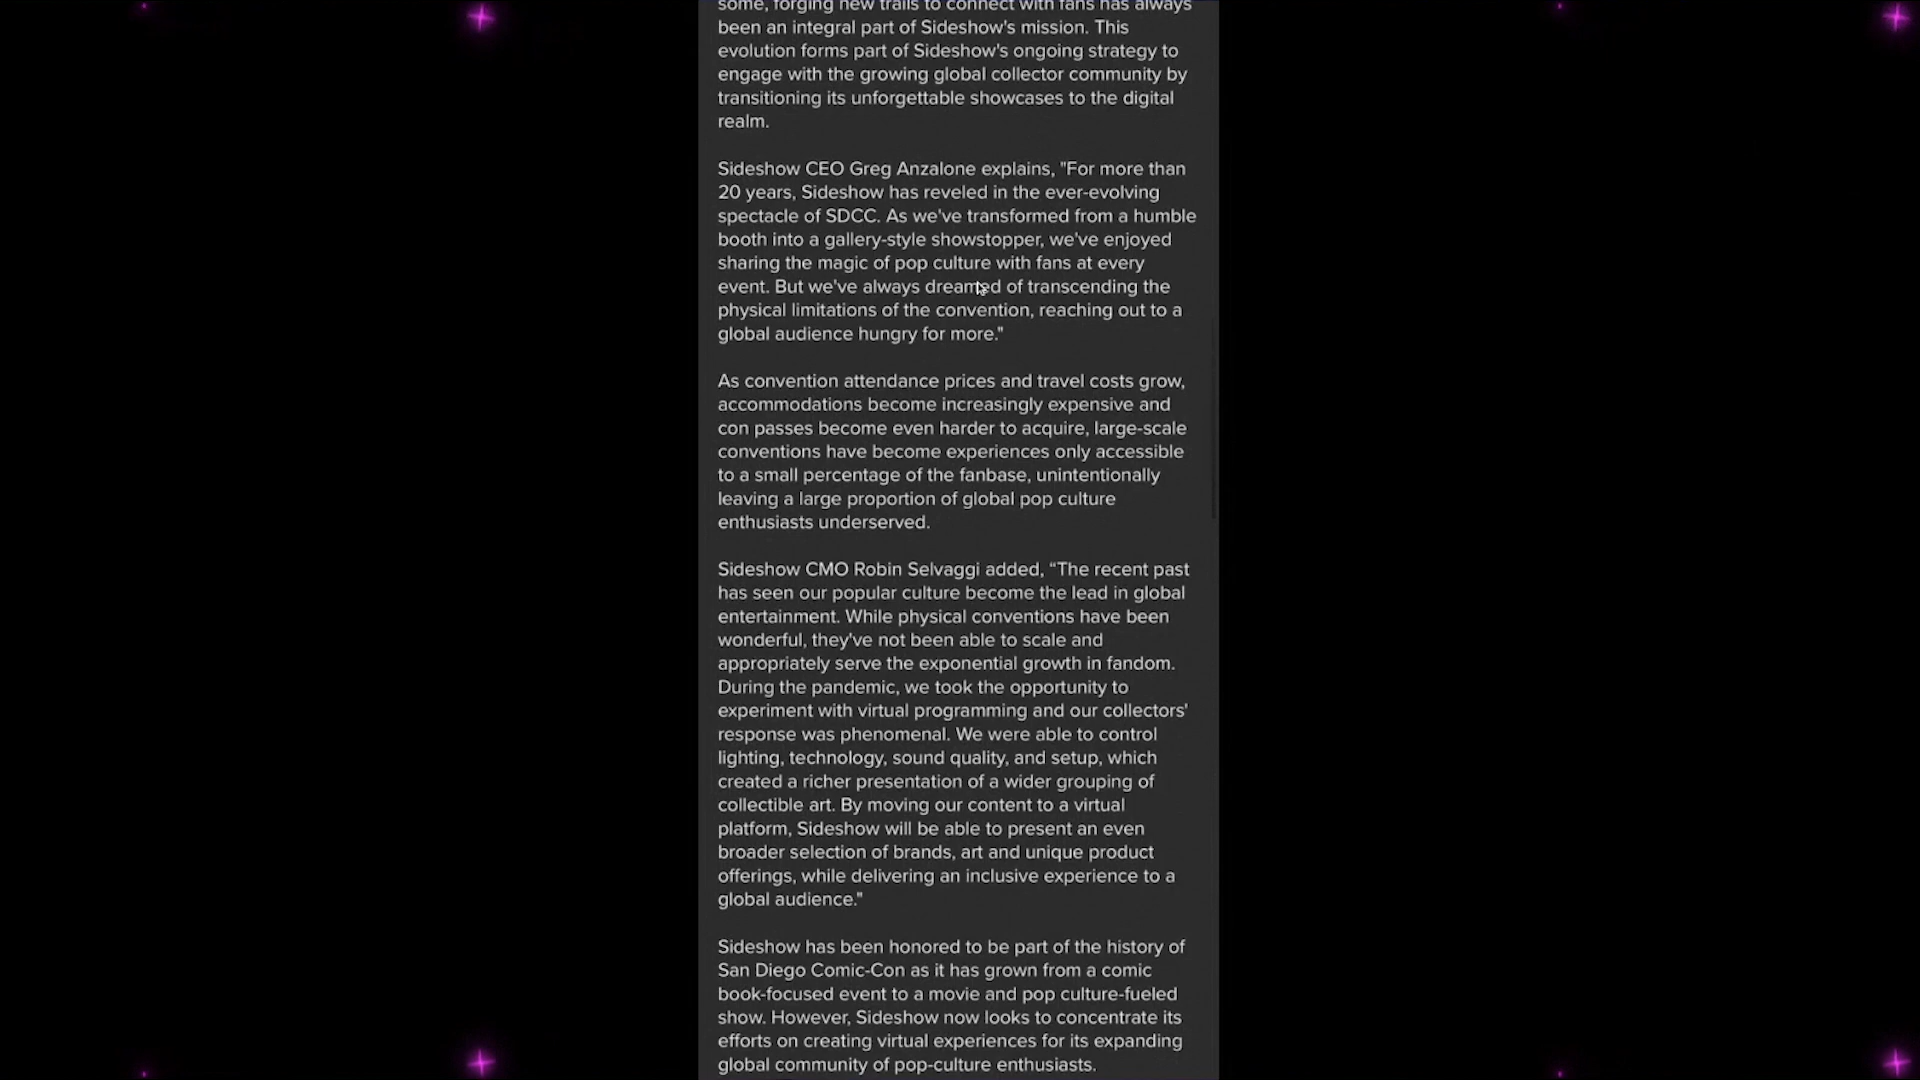 some, forging new trails to connect with fans has always
been an integral part of Sideshow's mission. This
evolution forms part of Sideshow's ongoing strategy to
engage with the growing global collector community by
transitioning its unforgettable showcases to the digital
realm.
Sideshow CEO Greg Anzalone explains, "For more than
20 years, Sideshow has reveled in the ever-evolving
spectacle of SDCC. As we've transformed from a humble
booth into a gallery-style showstopper, we've enjoyed
sharing the magic of pop culture with fans at every
event. But we've always dreamed of transcending the
physical limitations of the convention, reaching out to a
global audience hungry for more."
As convention attendance prices and travel costs grow,
accommodations become increasingly expensive and
con passes become even harder to acquire, large-scale
conventions have become experiences only accessible
to a small percentage of the fanbase, unintentionally
leaving a large proportion of global pop culture
enthusiasts underserved.
Sideshow CMO Robin Selvaggi added, “The recent past
has seen our popular culture become the lead in global
entertainment. While physical conventions have been
wonderful, they've not been able to scale and
appropriately serve the exponential growth in fandom.
During the pandemic, we took the opportunity to
experiment with virtual programming and our collectors'
response was phenomenal. We were able to control
lighting, technology, sound quality, and setup, which
created a richer presentation of a wider grouping of
collectible art. By moving our content to a virtual
platform, Sideshow will be able to present an even
broader selection of brands, art and unique product
offerings, while delivering an inclusive experience to a
global audience."
Sideshow has been honored to be part of the history of
San Diego Comic-Con as it has grown from a comic
book-focused event to a movie and pop culture-fueled
show. However, Sideshow now looks to concentrate its
efforts on creating virtual experiences for its expanding
global community of pop-culture enthusiasts.